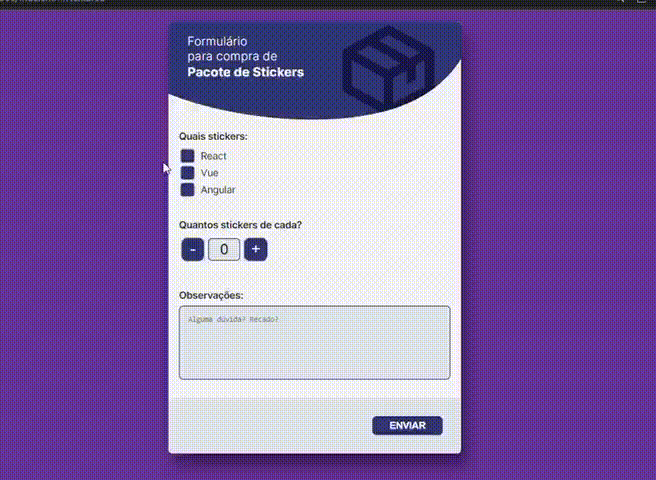 Formulário
para compra de
Pacote de Stickers
Quais stickers:
React
Vue
Angular
Quantos stickers de cada?
- 0 +
Observações:
Alguma dúvida? Recado?
ENVIAR